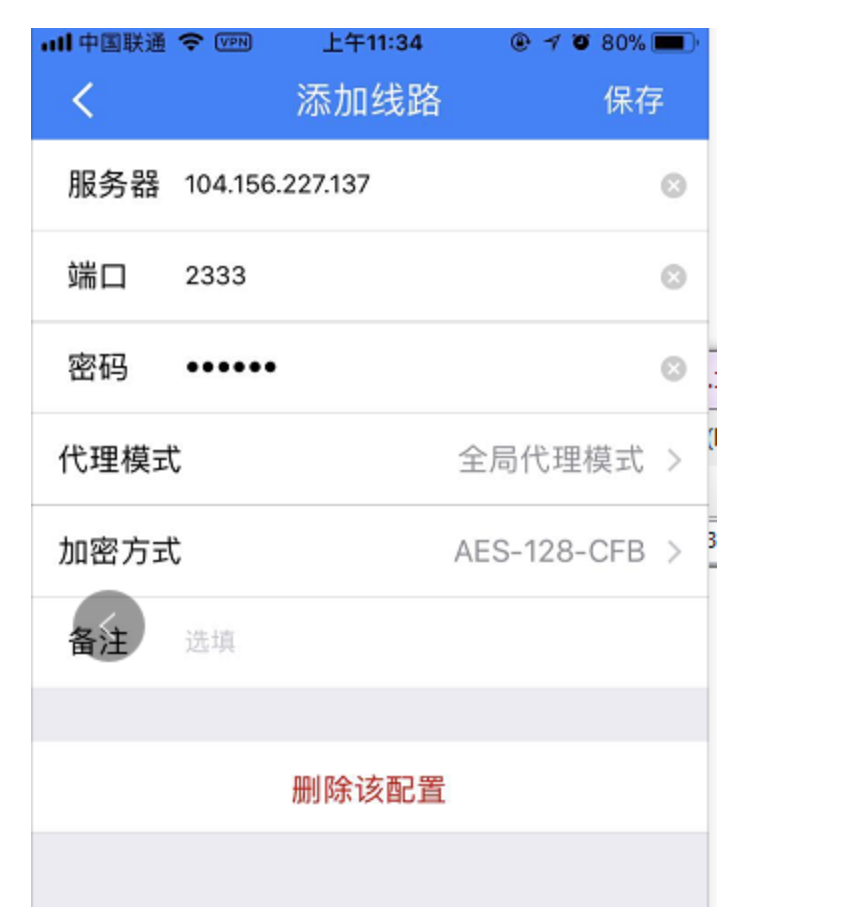 中国联通 VPN 上午11:34 80%
添加线路 保存
服务器 104.156.227.137
端口 2333
密码 ••••••
代理模式 全局代理模式
加密方式 AES-128-CFB
备注 选填
删除该配置